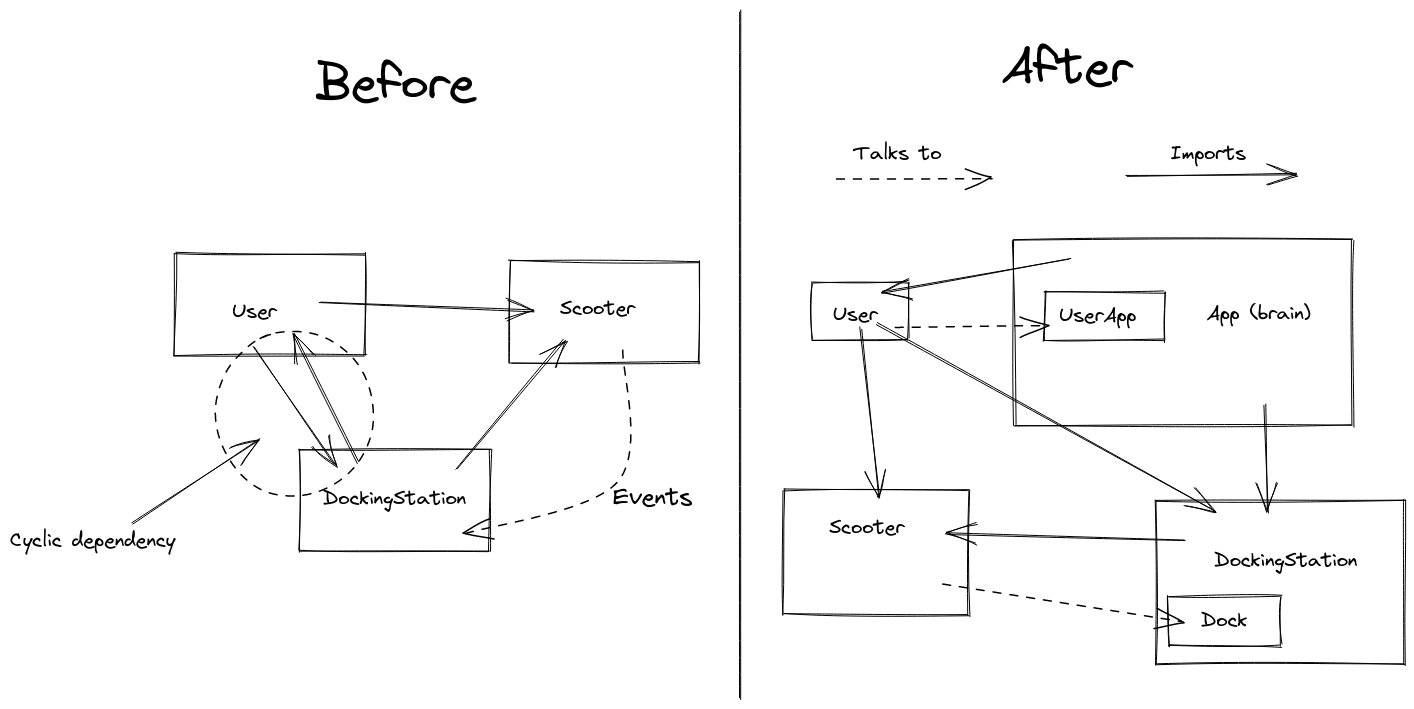 Before
User
Scooter
DockingStation
Events
Cyclic dependency
After
Talks to
Imports
User
UserApp
App (brain)
Scooter
DockingStation
Dock